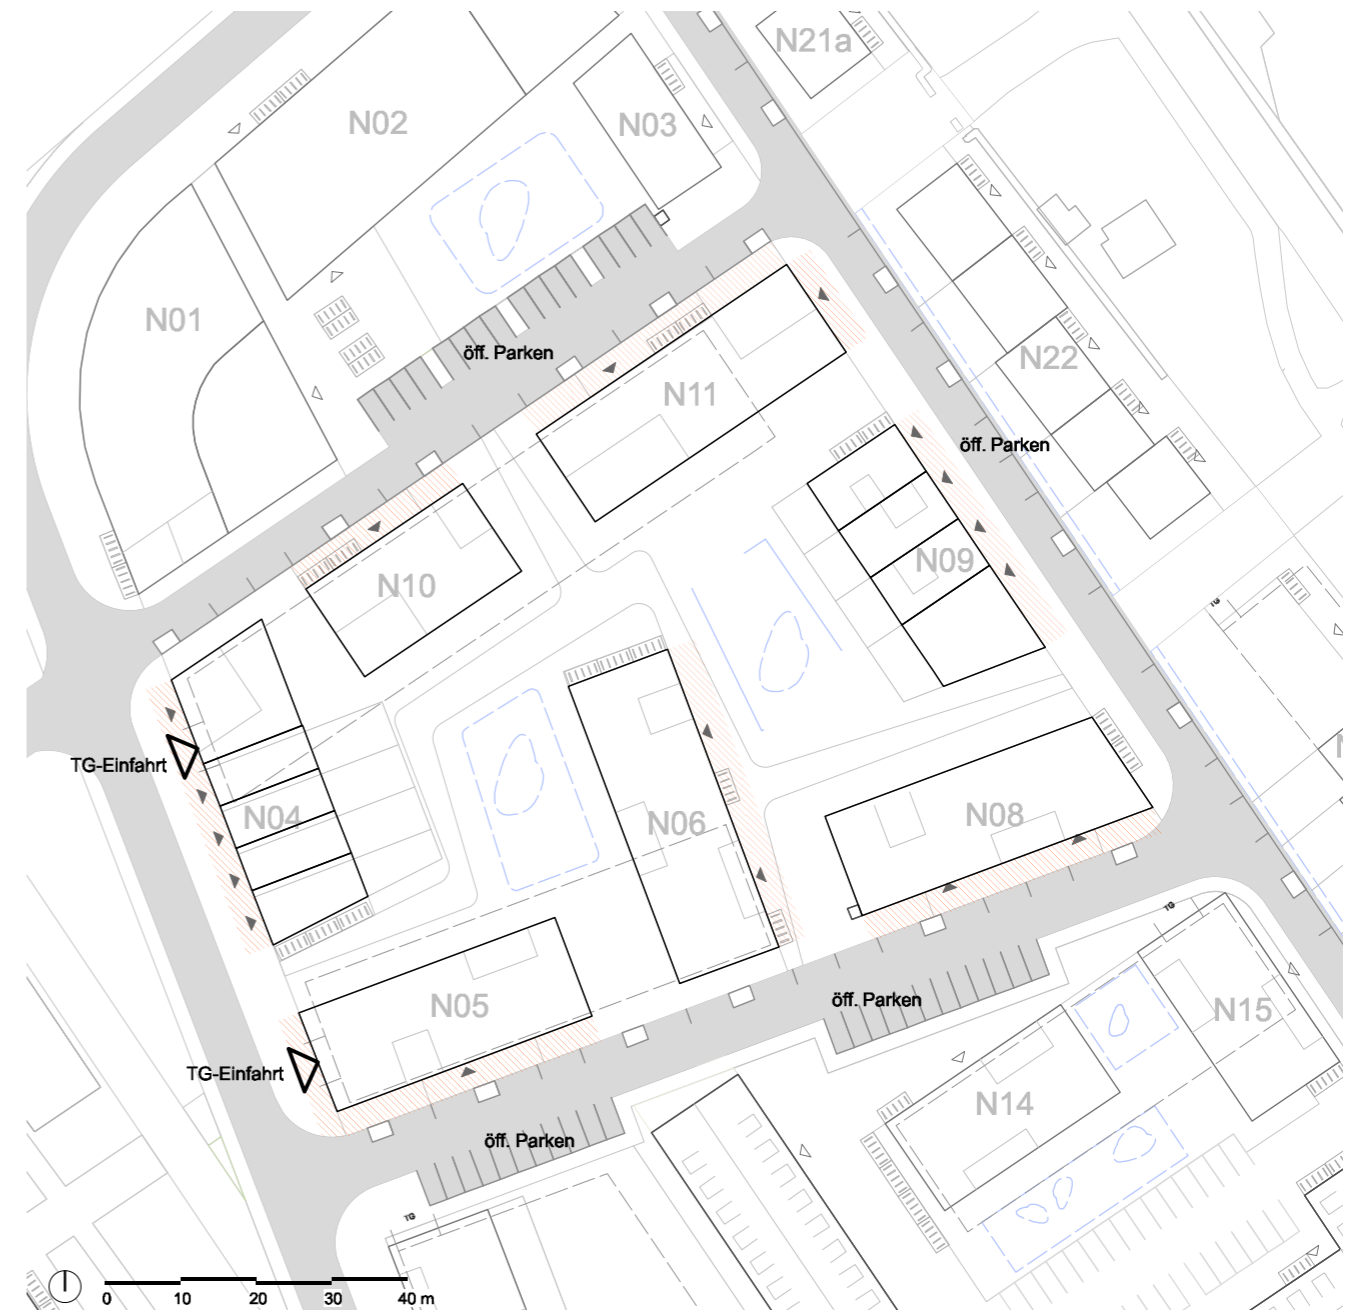 N21a
N02
N03
N01
öff. Parken
N22
N11
öff. Parken
N09
N10
TG
TG-Einfahrt
N04
N06
N08
TG
N05
öff. Parken
N15
TG-Einfahrt
N14
öff. Parken
TG
0 10 20 30 40 m